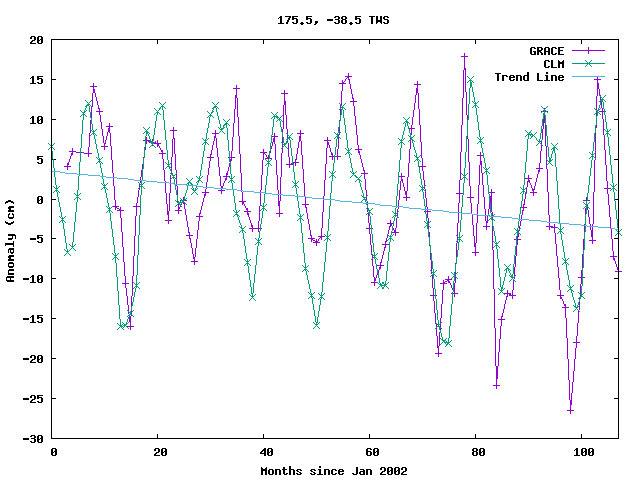 175.5, -38.5 TWS
GRACE
CLM
Trend Line
20
15
10
5
0
-5
-10
-15
-20
-25
-30
Anomaly (cm)
0 20 40 60 80 100
Months since Jan 2002